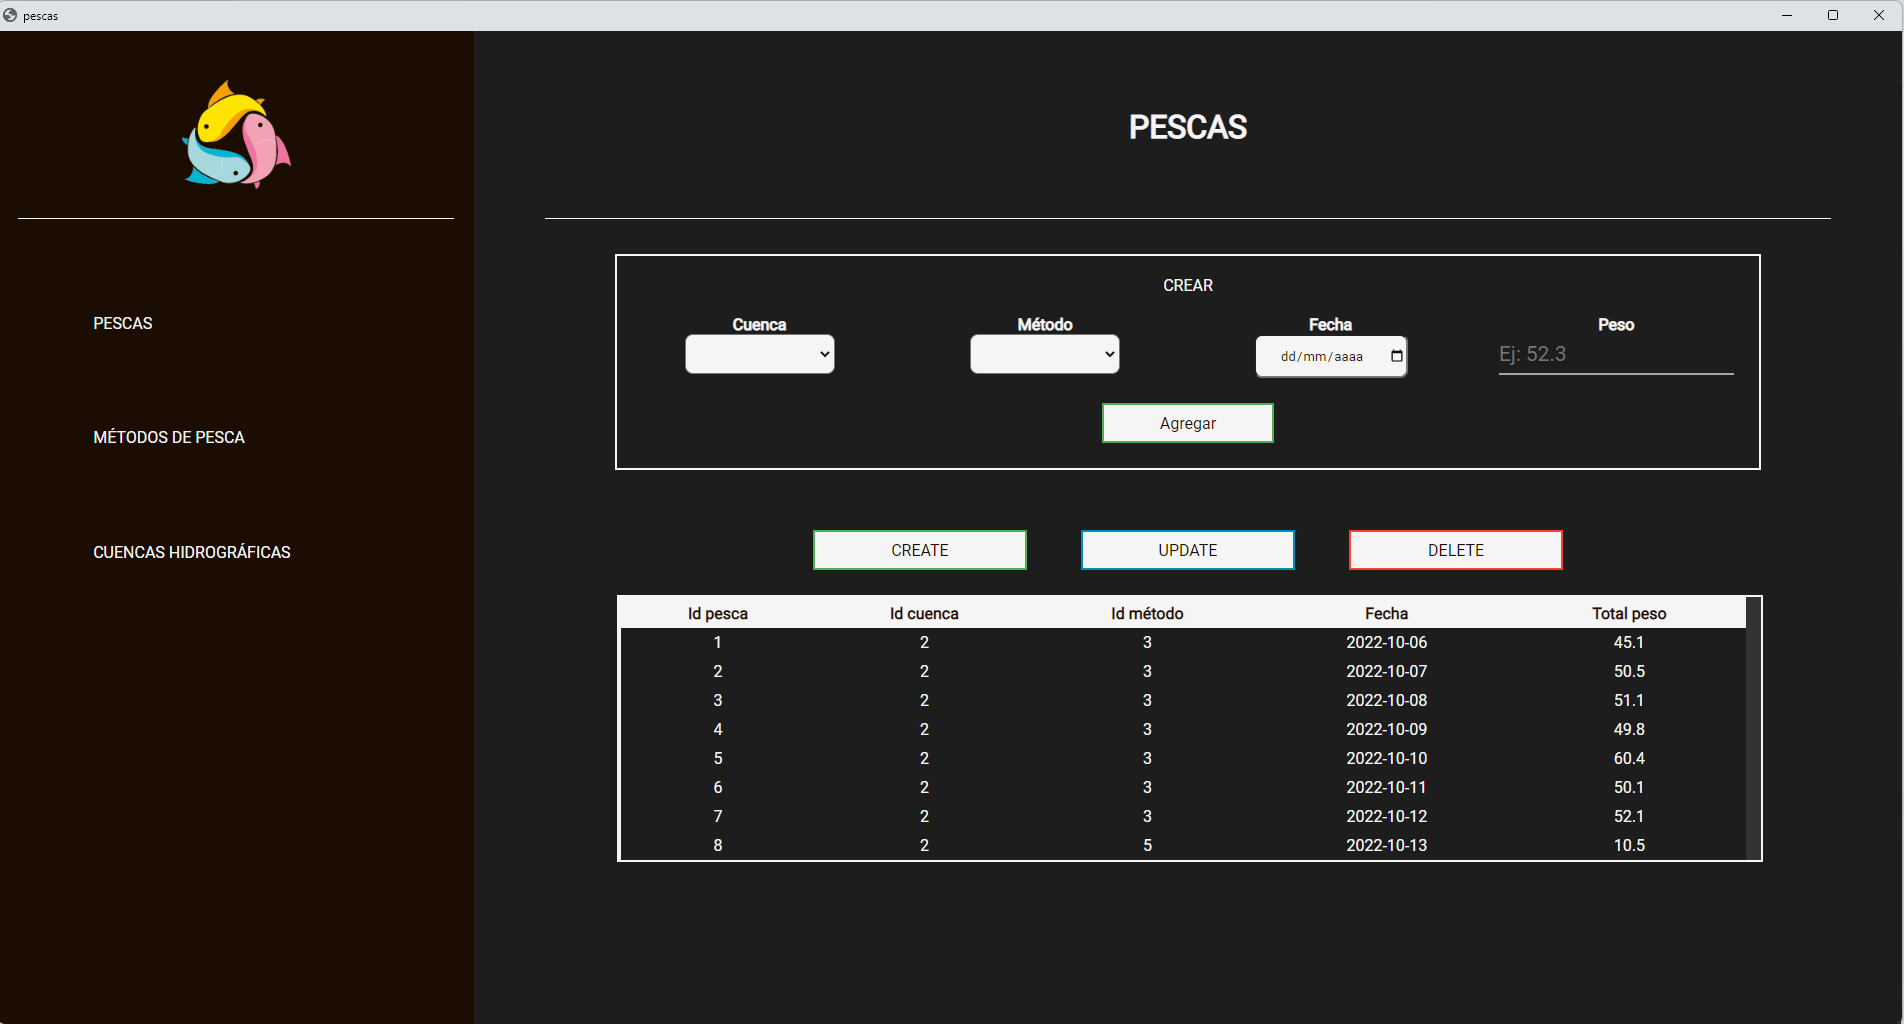 pescas
PESCAS
MÉTODOS DE PESCA
CUENCAS HIDROGRÁFICAS
PESCAS
CREAR
Cuenca Método Fecha Peso
dd/mm/aaaa Ej: 52.3
Agregar
CREATE UPDATE DELETE
Id pesca Id cuenca Id método Fecha Total peso
1 2 3 2022-10-06 45.1
2 2 3 2022-10-07 50.5
3 2 3 2022-10-08 51.1
4 2 3 2022-10-09 49.8
5 2 3 2022-10-10 60.4
6 2 3 2022-10-11 50.1
7 2 3 2022-10-12 52.1
8 2 5 2022-10-13 10.5